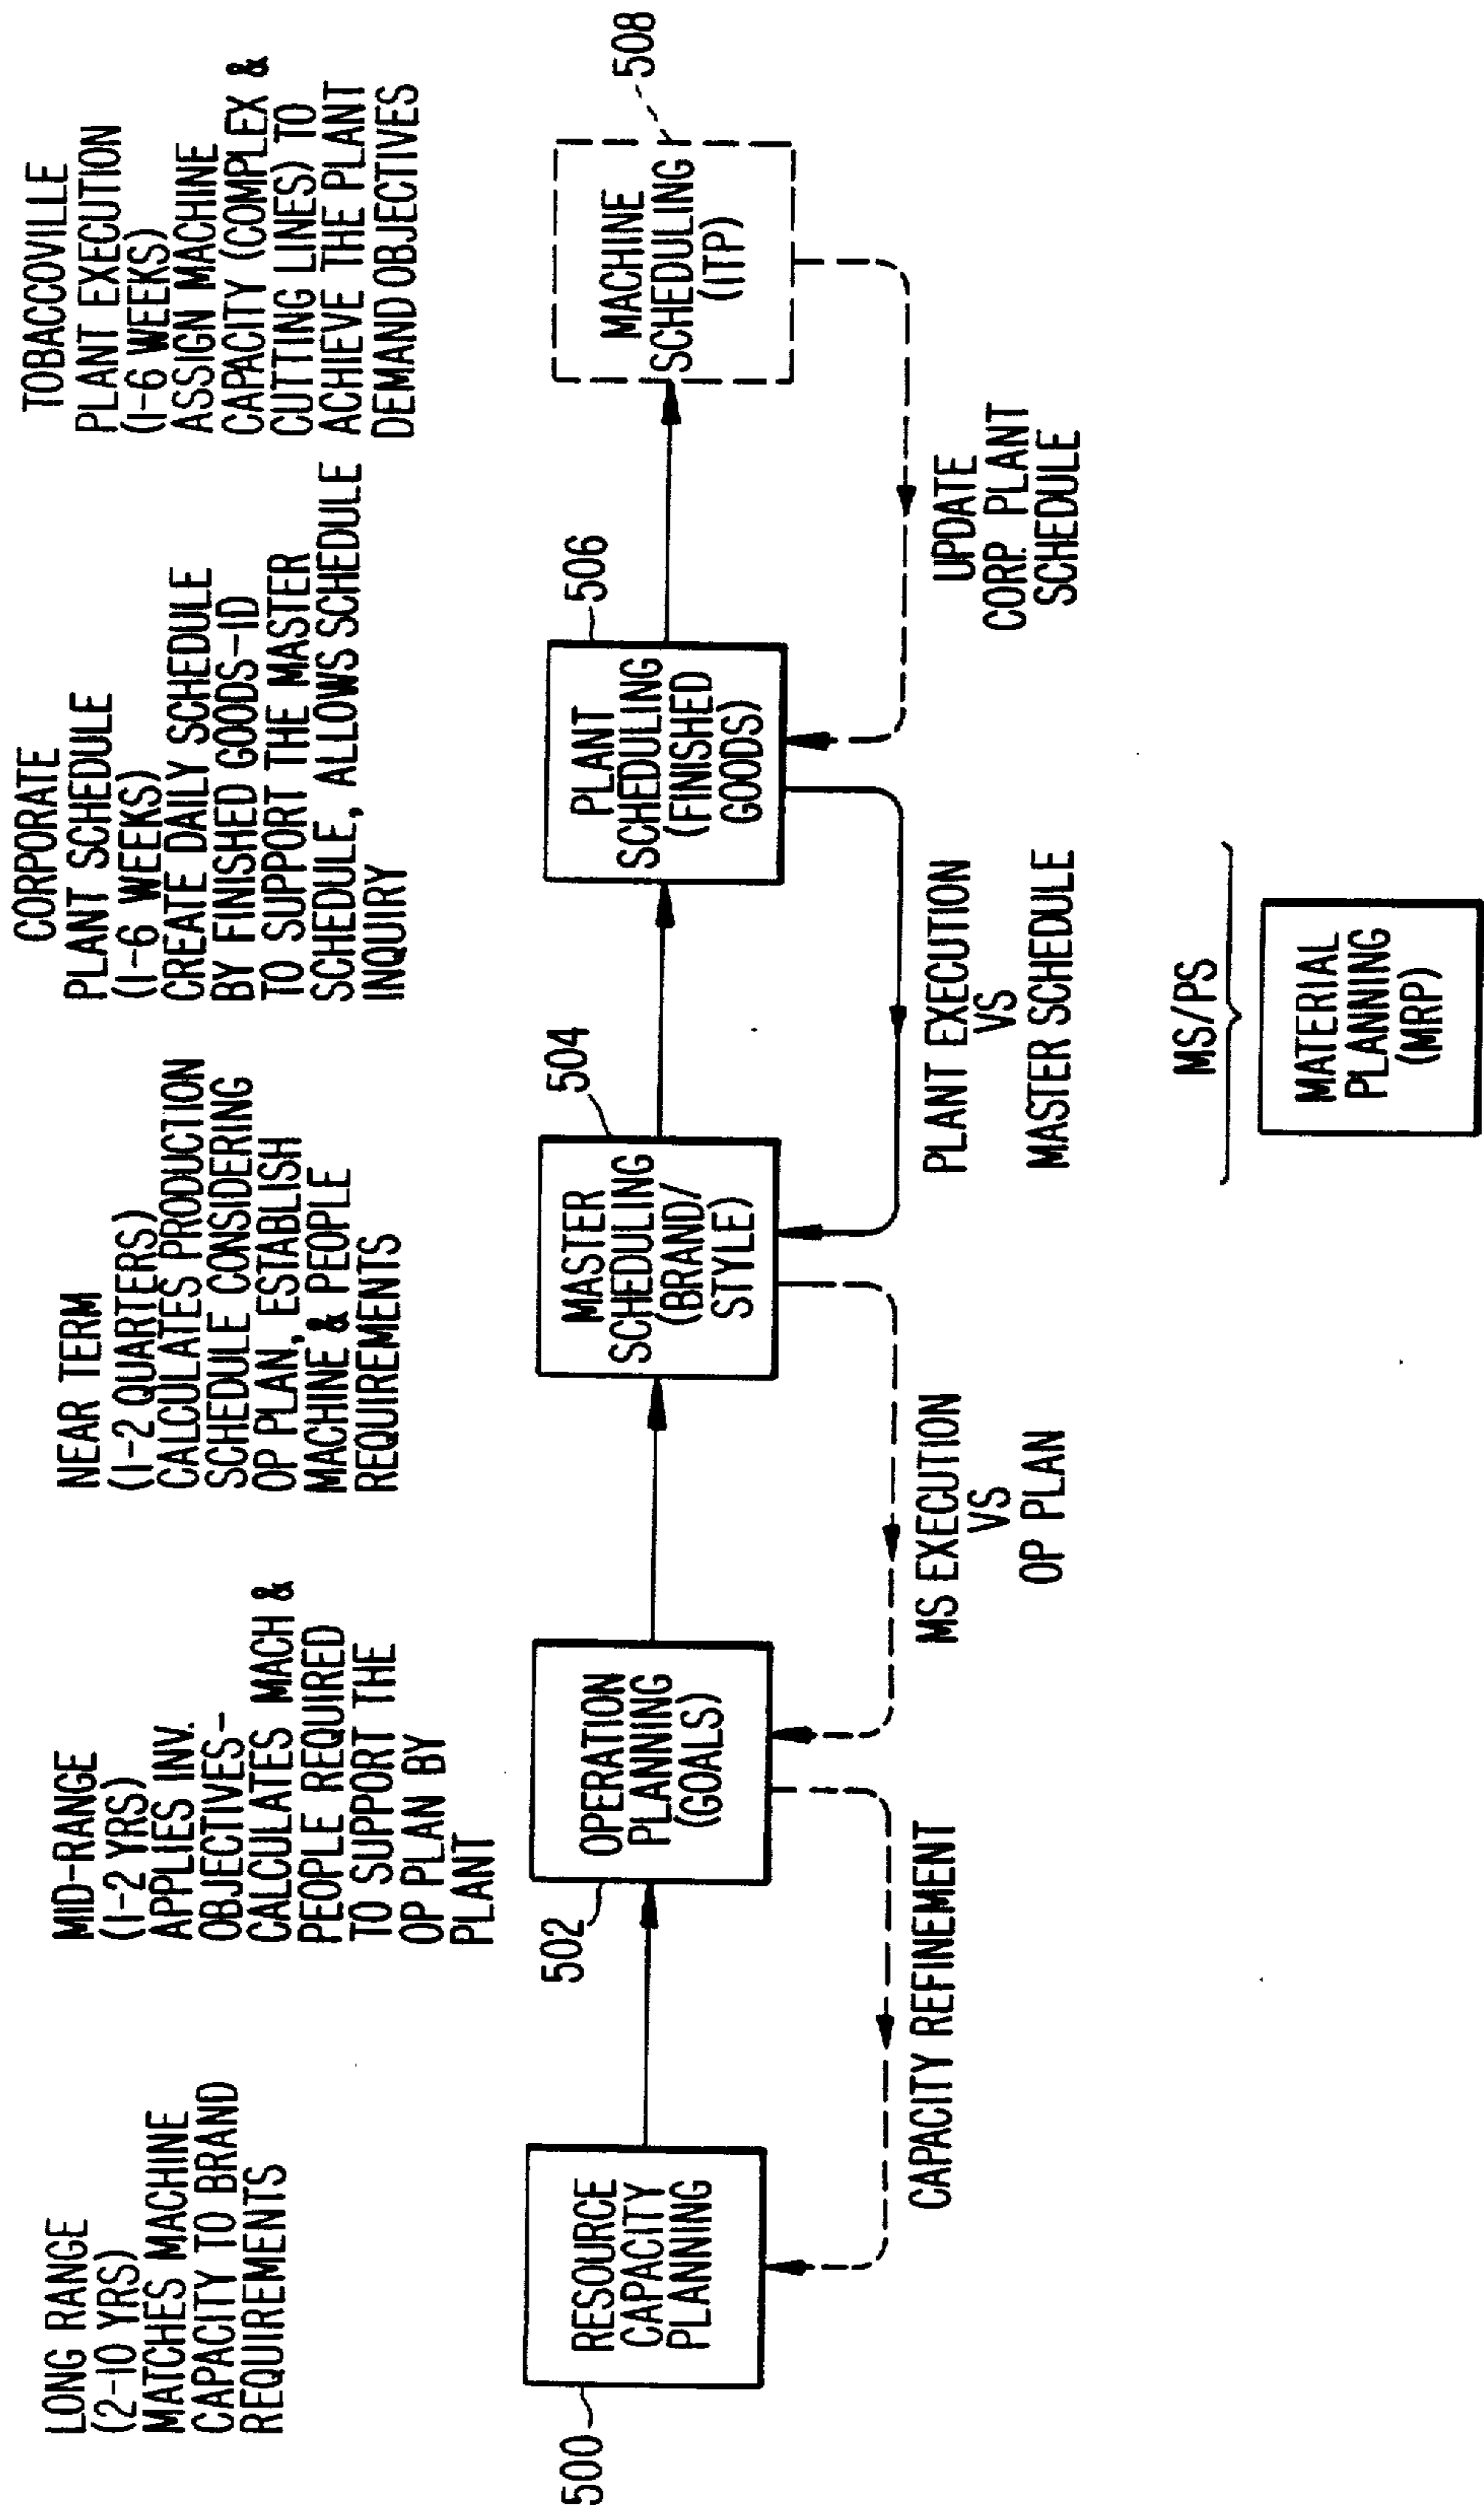 LONG RANGE
(2-10 YRS)
MATCHES MACHINE
CAPACITY TO BRAND
REQUIREMENTS
MID-RANGE
(1-2 YRS)
APPLIES INV.
OBJECTIVES-
CALCULATES MACH &
PEOPLE REQUIRED
TO SUPPORT THE
OP PLAN BY
PLANT
NEAR TERM
(1-2 QUARTERS)
CALCULATES PRODUCTION
SCHEDULE CONSIDERING
OP PLAN, ESTABLISH
MACHINE & PEOPLE
REQUIREMENTS
CORPORATE
PLANT SCHEDULE
(1-6 WEEKS)
CREATE DAILY SCHEDULE
BY FINISHED GOODS-ID
TO SUPPORT THE MASTER
SCHEDULE, ALLOWS SCHEDULE
INQUIRY
TOBACCOVILLE
PLANT EXECUTION
(1-6 WEEKS)
ASSIGN MACHINE
CAPACITY (COMPLEX &
CUTTING LINES) TO
ACHIEVE THE PLANT
DEMAND OBJECTIVES
500
RESOURCE
CAPACITY
PLANNING
502
OPERATION
PLANNING
(GOALS)
504
MASTER
SCHEDULING
(BRAND/
STYLE)
506
PLANT
SCHEDULING
(FINISHED
GOODS)
508
MACHINE
SCHEDULING
(ITP)
CAPACITY REFINEMENT
MS EXECUTION
VS
OP PLAN
PLANT EXECUTION
VS
MASTER SCHEDULE
UPDATE
CORP. PLANT
SCHEDULE
MS/PS
MATERIAL
PLANNING
(MRP)